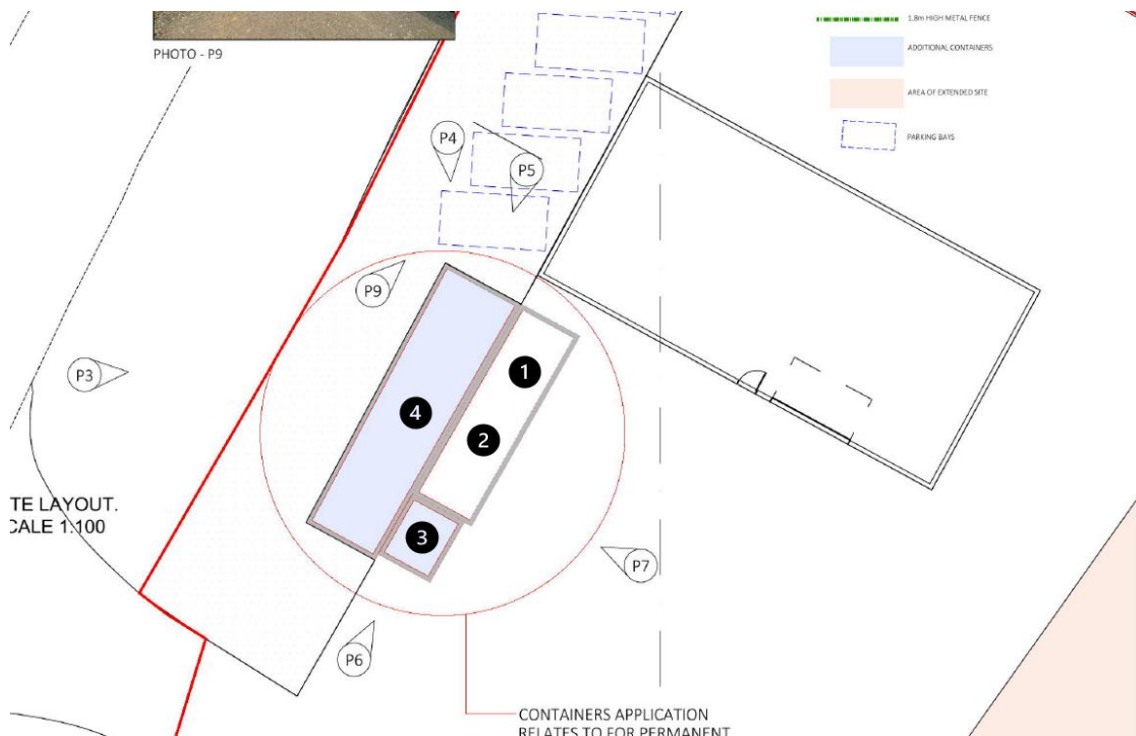 PHOTO - P9
1.8m HIGH METAL FENCE
ADDITIONAL CONTAINERS
AREA OF EXTENDED SITE
PARKING BAYS
P4
P5
P9
P3
1
4
2
3
TE LAYOUT.
CALE 1:100
P7
P6
CONTAINERS APPLICATION
RELATES TO FOR PERMANENT